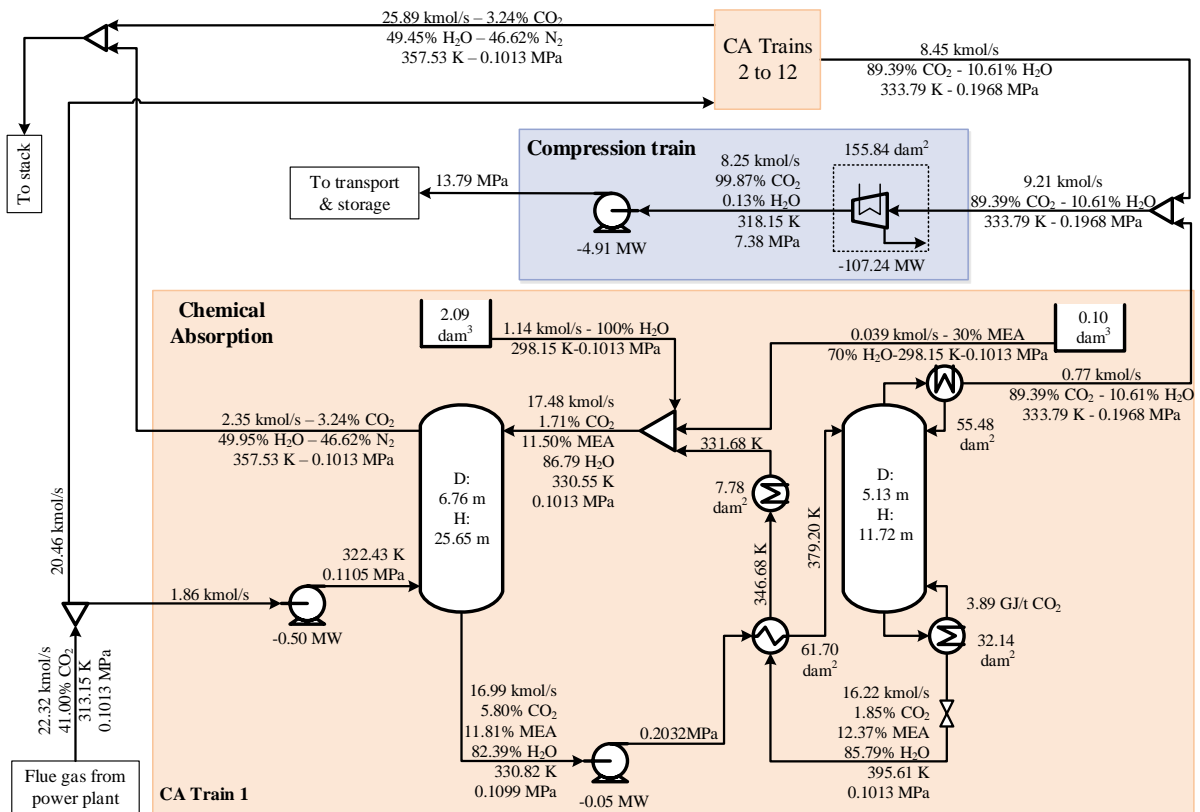 25.89 kmol/s – 3.24% CO₂
49.45% H₂O – 46.62% N₂
357.53 K – 0.1013 MPa
CA Trains
2 to 12
8.45 kmol/s
89.39% CO₂ - 10.61% H₂O
333.79 K - 0.1968 MPa
To stack
Compression train
155.84 dam²
To transport
& storage
13.79 MPa
8.25 kmol/s
99.87% CO₂
0.13% H₂O
318.15 K
7.38 MPa
9.21 kmol/s
89.39% CO₂ - 10.61% H₂O
333.79 K - 0.1968 MPa
-4.91 MW
-107.24 MW
Chemical
Absorption
2.09
dam³
1.14 kmol/s - 100% H₂O
298.15 K-0.1013 MPa
0.039 kmol/s - 30% MEA
70% H₂O-298.15 K-0.1013MPa
0.10
dam³
0.77 kmol/s
89.39% CO₂ - 10.61% H₂O
333.79 K - 0.1968 MPa
55.48
dam²
2.35 kmol/s – 3.24% CO₂
49.95% H₂O – 46.62% N₂
357.53 K – 0.1013 MPa
17.48 kmol/s
1.71% CO₂
11.50% MEA
86.79 H₂O
330.55 K
0.1013 MPa
331.68 K
7.78
dam²
D:
6.76 m
H:
25.65 m
D:
5.13 m
H:
11.72 m
379.20 K
346.68 K
20.46 kmol/s
322.43 K
0.1105 MPa
1.86 kmol/s
-0.50 MW
3.89 GJ/t CO₂
32.14
dam²
61.70
dam²
22.32 kmol/s
41.00% CO₂
313.15 K
0.1013 MPa
16.99 kmol/s
5.80% CO₂
11.81% MEA
82.39% H₂O
330.82 K
0.1099 MPa
0.2032MPa
-0.05 MW
16.22 kmol/s
1.85% CO₂
12.37% MEA
85.79% H₂O
395.61 K
0.1013 MPa
Flue gas from
power plant
CA Train 1